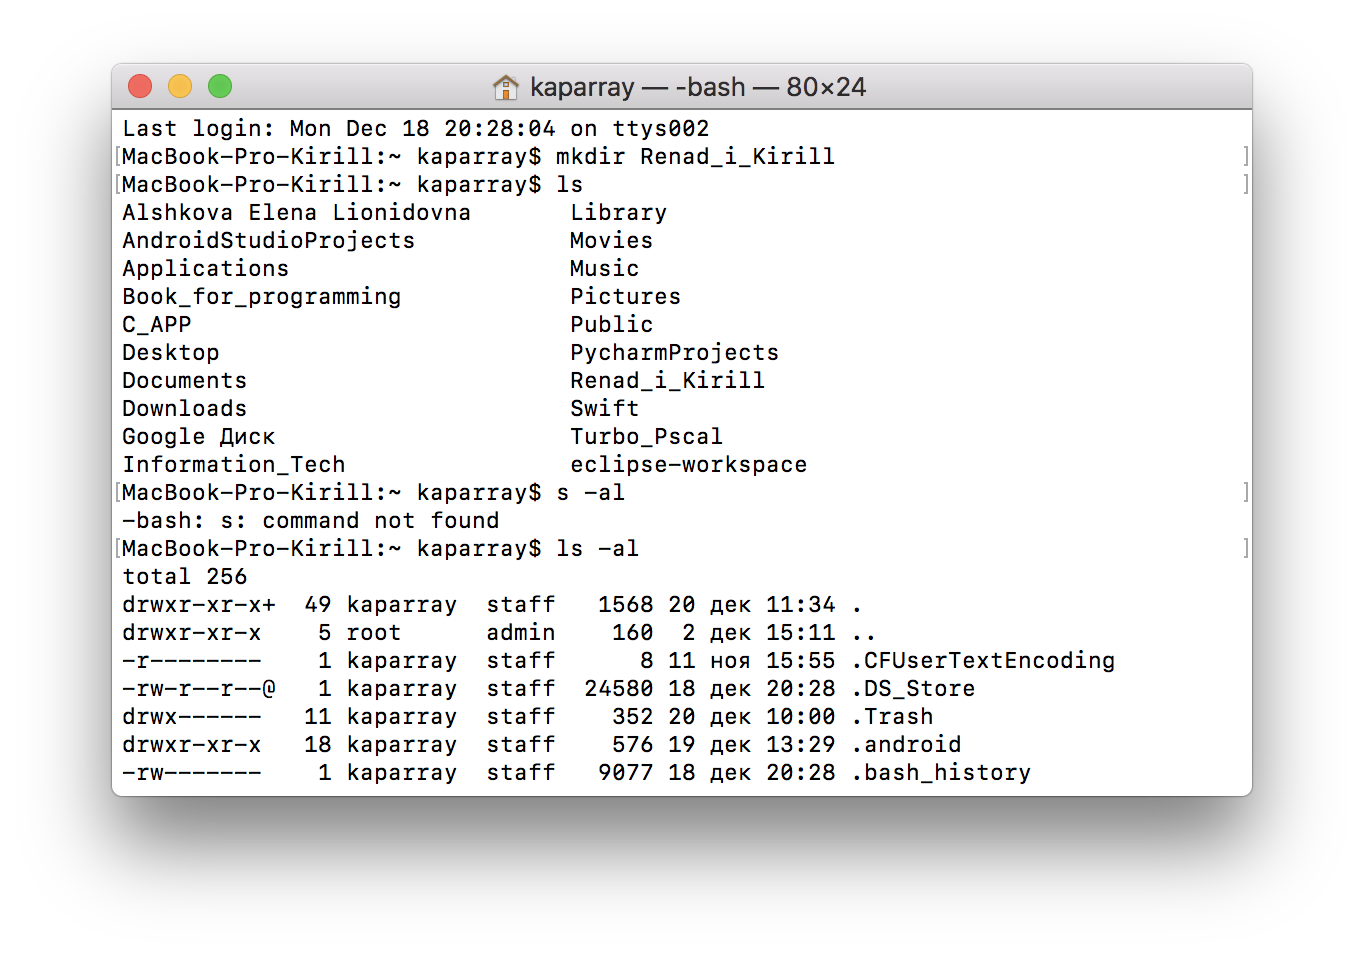 kaparray — -bash — 80×24
Last login: Mon Dec 18 20:28:04 on ttys002
[MacBook-Pro-Kirill:~ kaparray$ mkdir Renad_i_Kirill ]
[MacBook-Pro-Kirill:~ kaparray$ ls ]
Alshkova Elena Lionidovna Library
AndroidStudioProjects Movies
Applications Music
Book_for_programming Pictures
C_APP Public
Desktop PycharmProjects
Documents Renad_i_Kirill
Downloads Swift
Google Диск Turbo_Pscal
Information_Tech eclipse-workspace
[MacBook-Pro-Kirill:~ kaparray$ s -al ]
-bash: s: command not found
[MacBook-Pro-Kirill:~ kaparray$ ls -al ]
total 256
drwxr-xr-x+ 49 kaparray staff 1568 20 дек 11:34 .
drwxr-xr-x 5 root admin 160 2 дек 15:11 ..
-r-------- 1 kaparray staff 8 11 ноя 15:55 .CFUserTextEncoding
-rw-r--r--@ 1 kaparray staff 24580 18 дек 20:28 .DS_Store
drwx------ 11 kaparray staff 352 20 дек 10:00 .Trash
drwxr-xr-x 18 kaparray staff 576 19 дек 13:29 .android
-rw------- 1 kaparray staff 9077 18 дек 20:28 .bash_history